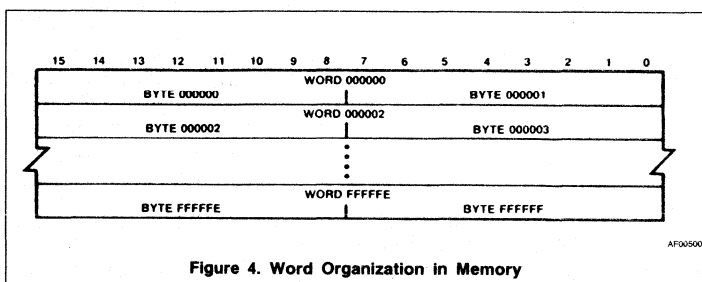 15 14 13 12 11 10 9 8 7 6 5 4 3 2 1 0
WORD 000000
BYTE 000000 BYTE 000001
WORD 000002
BYTE 000002 BYTE 000003
WORD FFFFFE
BYTE FFFFFE BYTE FFFFFF
AF00500
Figure 4. Word Organization in Memory